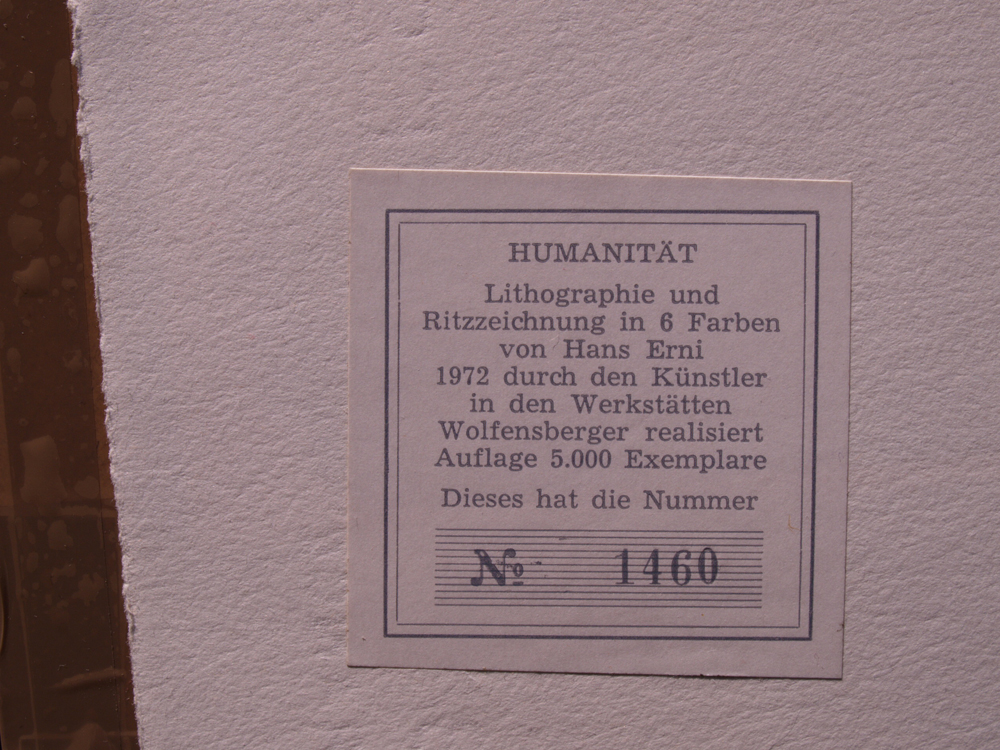 HUMANITÄT
Lithographie und
Ritzzeichnung in 6 Farben
von Hans Erni
1972 durch den Künstler
in den Werkstätten
Wolfensberger realisiert
Auflage 5.000 Exemplare
Dieses hat die Nummer
№ 1460